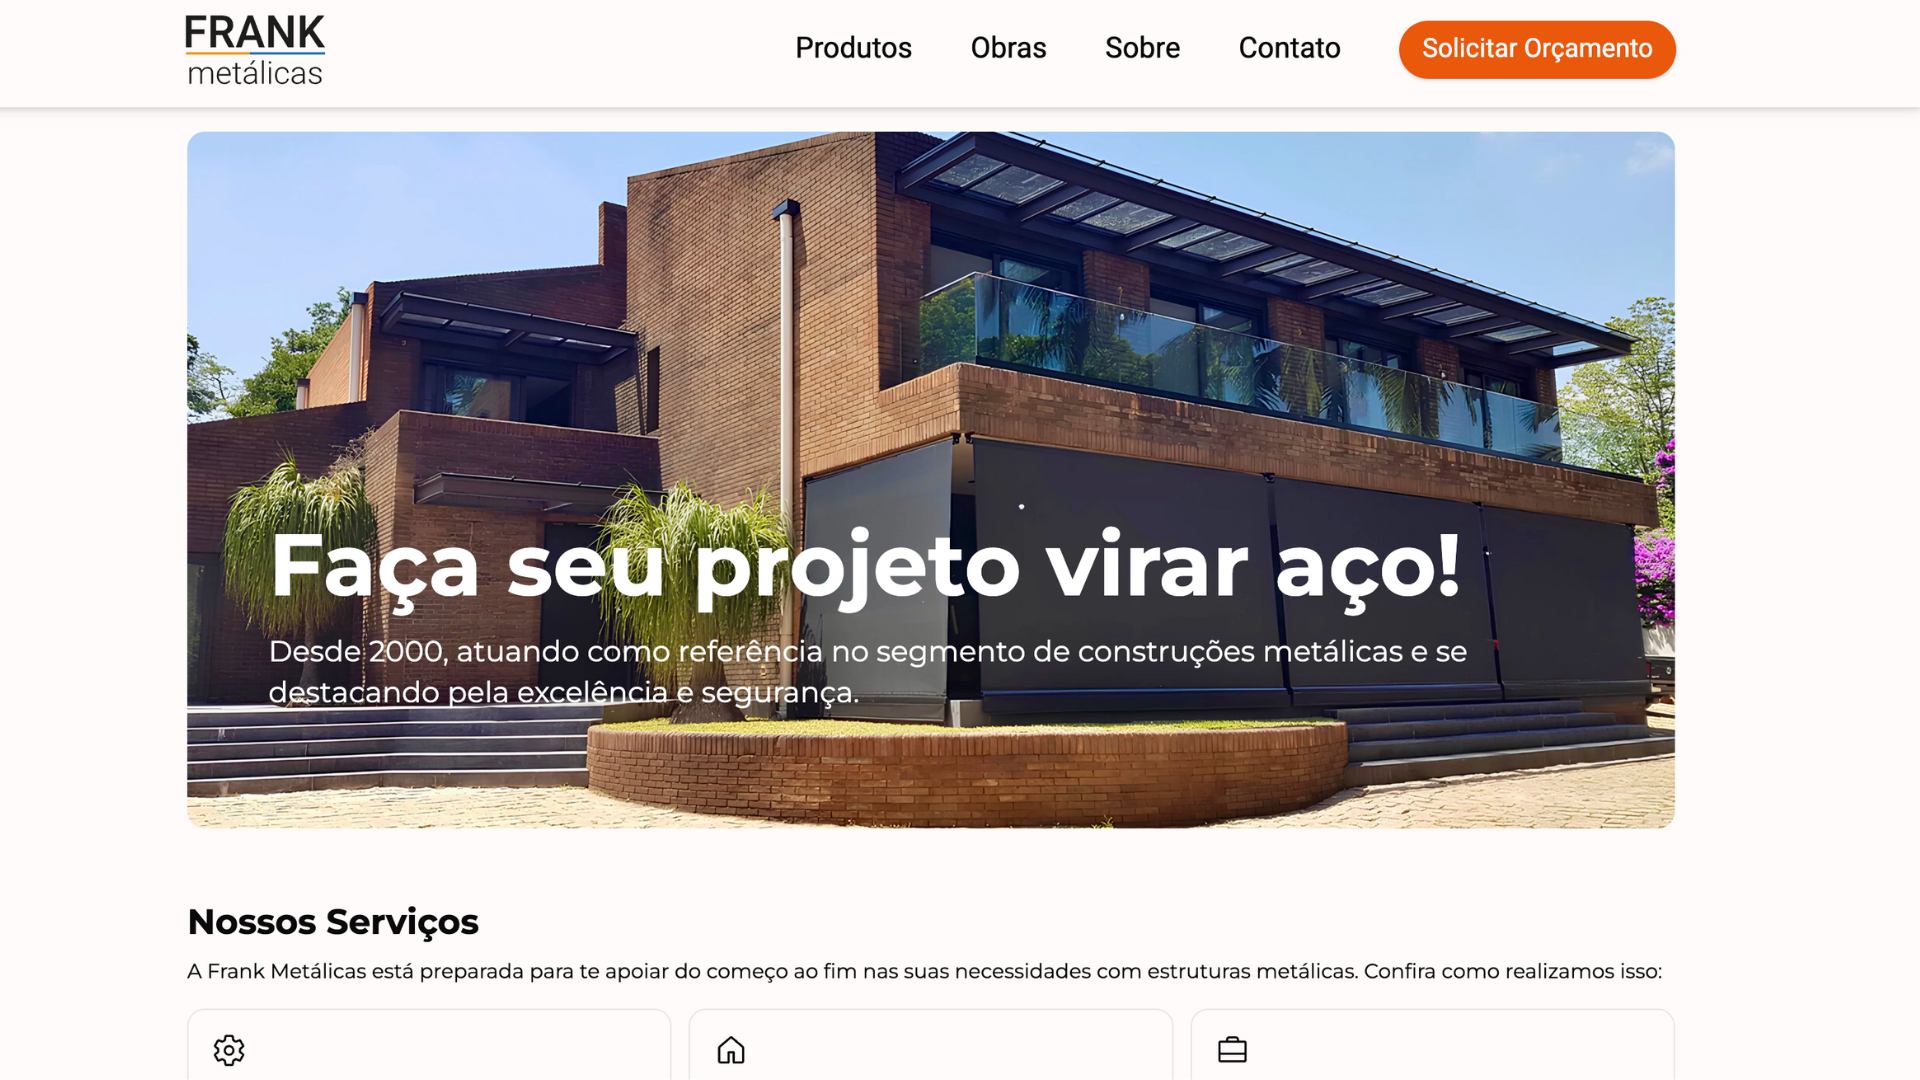 FRANK
metálicas
Produtos
Obras
Sobre
Contato
Solicitar Orçamento
Faça seu projeto virar aço!
Desde 2000, atuando como referência no segmento de construções metálicas e se
destacando pela excelência e segurança.
Nossos Serviços
A Frank Metálicas está preparada para te apoiar do começo ao fim nas suas necessidades com estruturas metálicas. Confira como realizamos isso: